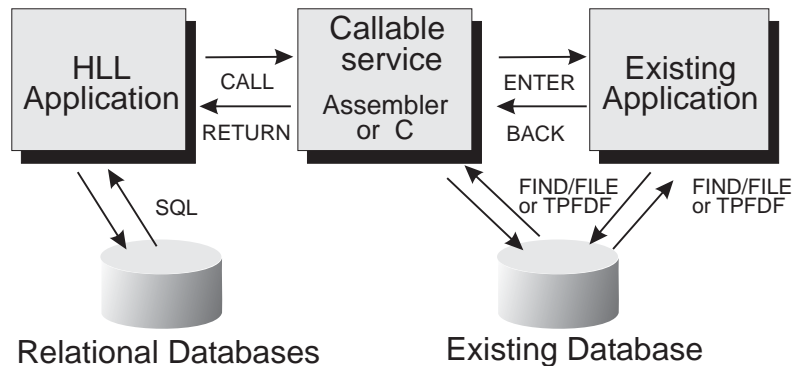 HLL
Application
CALL
RETURN
Callable
service
Assembler
or C
ENTER
BACK
Existing
Application
SQL
FIND/FILE
or TPFDF
FIND/FILE
or TPFDF
Relational Databases
Existing Database